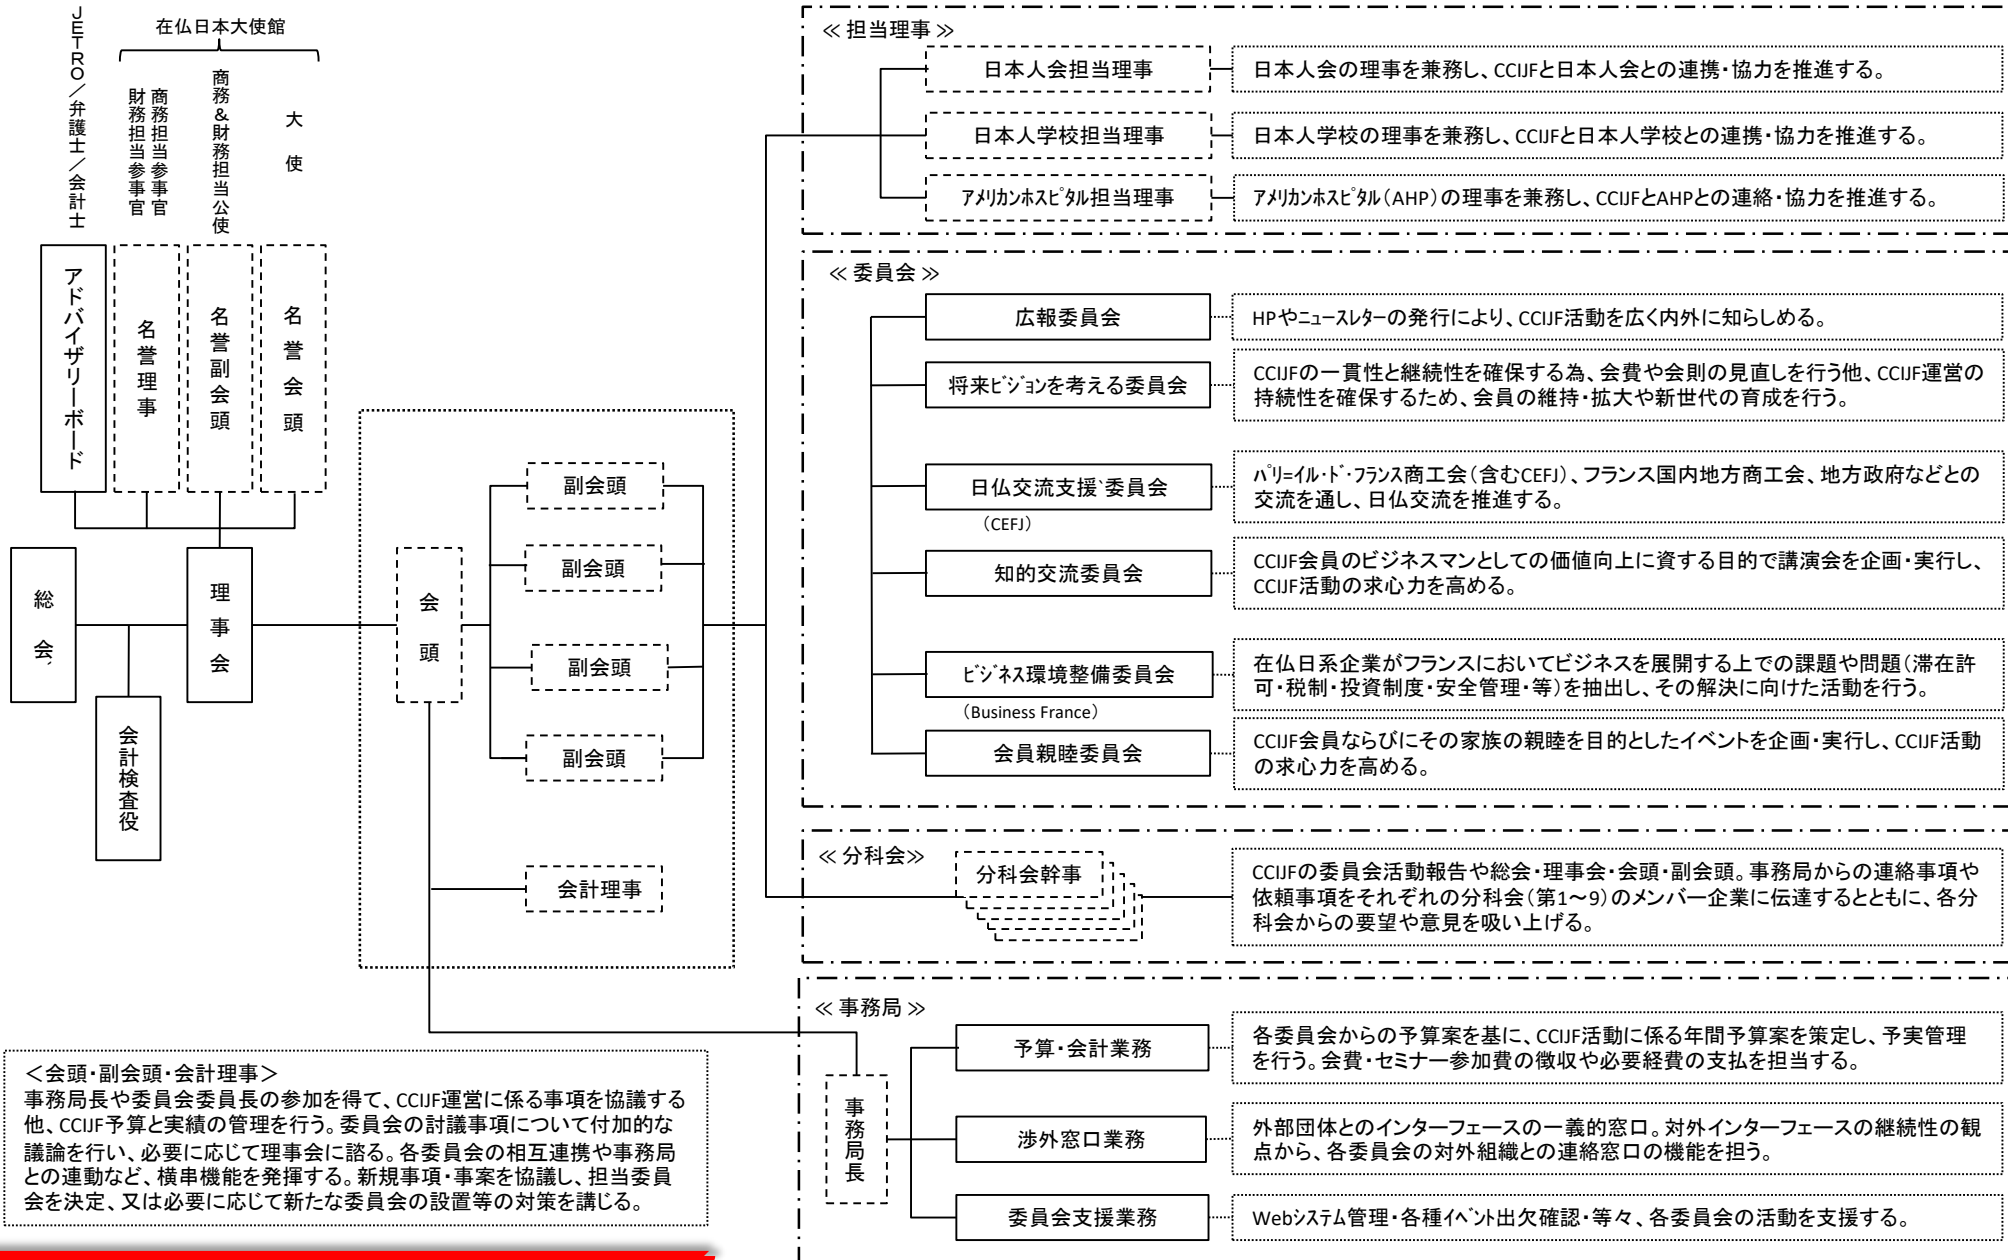 JETRO／弁護士／会計士
在仏日本大使館
商務担当参事官
財務担当参事官
商務&財務担当公使
大使
アドバイザリーボード
名誉理事
名誉副会頭
名誉会頭
総会、
理事会
会計検査役
会頭
副会頭
副会頭
副会頭
副会頭
会計理事
≪ 担当理事 ≫
日本人会担当理事
日本人会の理事を兼務し、CCIJFと日本人会との連携・協力を推進する。
日本人学校担当理事
日本人学校の理事を兼務し、CCIJFと日本人学校との連携・協力を推進する。
ｱﾒﾘｶﾝﾎｽﾋﾟﾀﾙ担当理事
ｱﾒﾘｶﾝﾎｽﾋﾟﾀﾙ（AHP）の理事を兼務し、CCIJFとAHPとの連絡・協力を推進する。
≪ 委員会 ≫
広報委員会
HPやﾆｭｰｽﾚﾀｰの発行により、CCIJF活動を広く内外に知らしめる。
将来ﾋﾞｼﾞｮﾝを考える委員会
CCIJFの一貫性と継続性を確保する為、会費や会則の見直しを行う他、CCIJF運営の
持続性を確保するため、会員の維持・拡大や新世代の育成を行う。
日仏交流支援`委員会
（CEFJ）
ﾊﾟﾘ=ｲﾙ・ﾄﾞ・ﾌﾗﾝｽ商工会（含むCEFJ）、フランス国内地方商工会、地方政府などとの
交流を通し、日仏交流を推進する。
知的交流委員会
CCIJF会員のビジネスマンとしての価値向上に資する目的で講演会を企画・実行し、
CCIJF活動の求心力を高める。
ﾋﾞｼﾞﾈｽ環境整備委員会
（Business France）
在仏日系企業がフランスにおいてビジネスを展開する上での課題や問題（滞在許
可・税制・投資制度・安全管理・等）を抽出し、その解決に向けた活動を行う。
会員親睦委員会
CCIJF会員ならびにその家族の親睦を目的としたイベントを企画・実行し、CCIJF活動
の求心力を高める。
≪ 分科会≫
分科会幹事
CCIJFの委員会活動報告や総会・理事会・会頭・副会頭。事務局からの連絡事項や
依頼事項をそれぞれの分科会（第1～9）のメンバー企業に伝達するとともに、各分
科会からの要望や意見を吸い上げる。
≪ 事務局 ≫
事務局長
予算・会計業務
各委員会からの予算案を基に、CCIJF活動に係る年間予算案を策定し、予実管理
を行う。会費・セミナー参加費の徴収や必要経費の支払を担当する。
渉外窓口業務
外部団体とのインターフェースの一義的窓口。対外インターフェースの継続性の観
点から、各委員会の対外組織との連絡窓口の機能を担う。
委員会支援業務
Webｼｽﾃﾑ管理・各種ｲﾍﾞﾝﾄ出欠確認・等々、各委員会の活動を支援する。
＜会頭・副会頭・会計理事＞
事務局長や委員会委員長の参加を得て、CCIJF運営に係る事項を協議する
他、CCIJF予算と実績の管理を行う。委員会の討議事項について付加的な
議論を行い、必要に応じて理事会に諮る。各委員会の相互連携や事務局
との連動など、横串機能を発揮する。新規事項・事案を協議し、担当委員
会を決定、又は必要に応じて新たな委員会の設置等の対策を講じる。